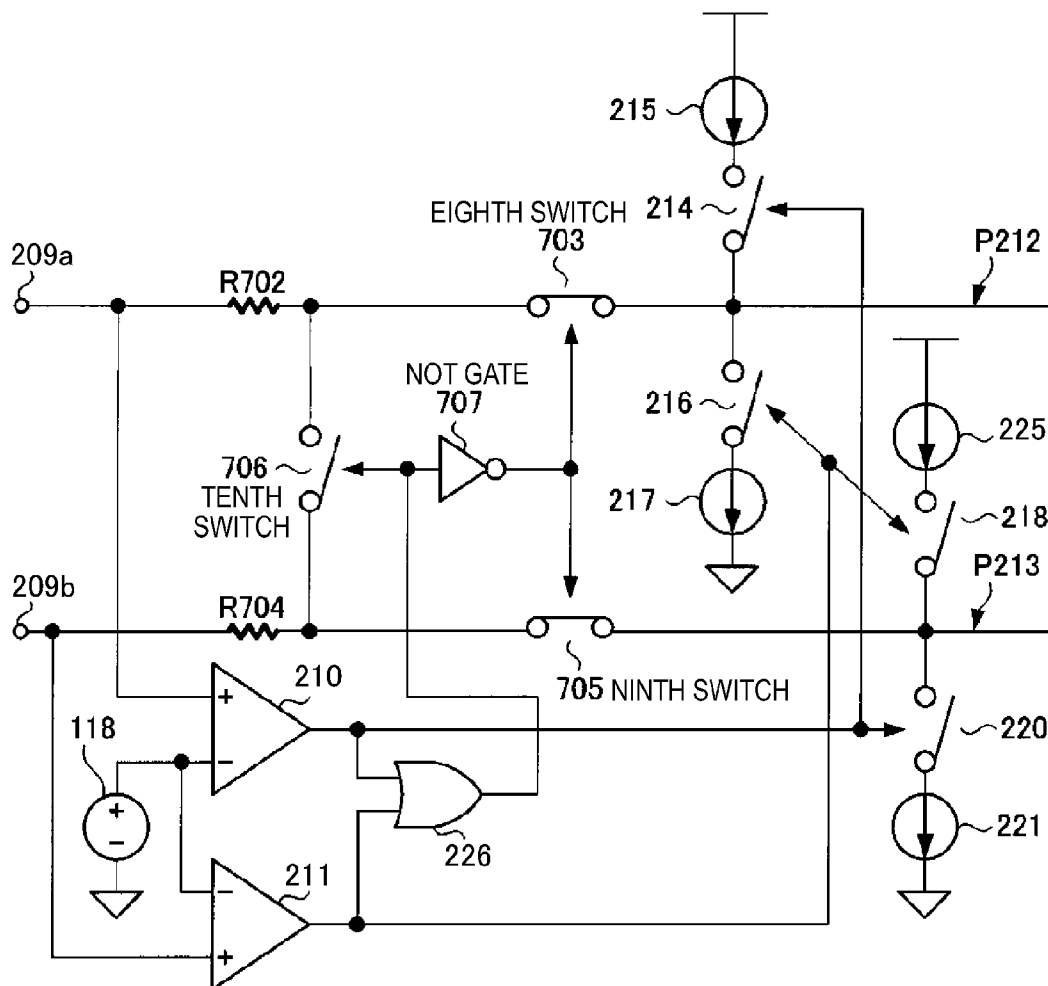 215
EIGHTH SWITCH
703
214
209a
R702
P212
NOT GATE
707
216
225
706
TENTH
SWITCH
217
218
209b
R704
P213
210
705 NINTH SWITCH
118
+
−
220
+
−
226
221
211
−
+